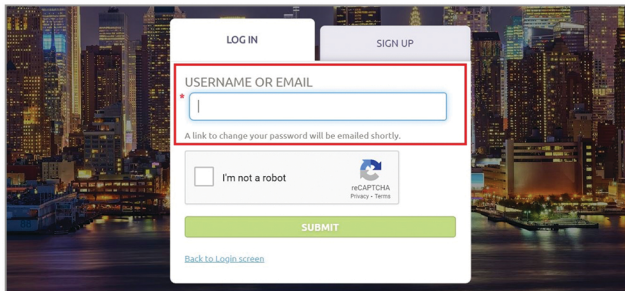 LOG IN
SIGN UP
USERNAME OR EMAIL
*
A link to change your password will be emailed shortly.
I'm not a robot
reCAPTCHA
Privacy - Terms
SUBMIT
Back to Login screen